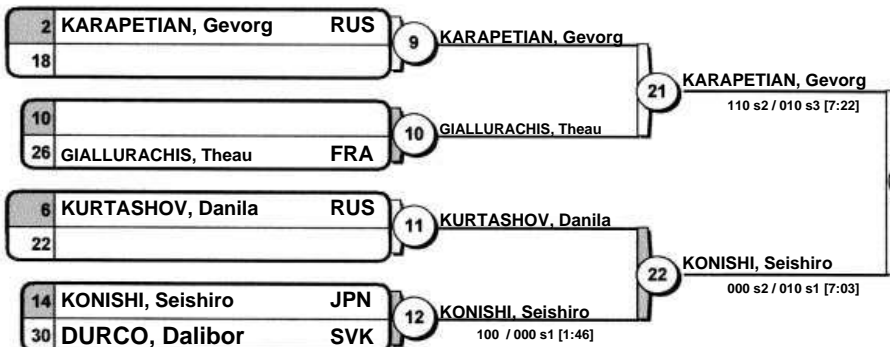 2 KARAPETIAN, Gevorg RUS
18
9
KARAPETIAN, Gevorg
10
26 GIALLURACHIS, Theau FRA
10
GIALLURACHIS, Theau
21
KARAPETIAN, Gevorg
110 s2 / 010 s3 [7:22]
6 KURTASHOV, Danila RUS
22
11
KURTASHOV, Danila
14 KONISHI, Seishiro JPN
30 DURCO, Dalibor SVK
12
KONISHI, Seishiro
100 / 000 s1 [1:46]
22
KONISHI, Seishiro
000 s2 / 010 s1 [7:03]